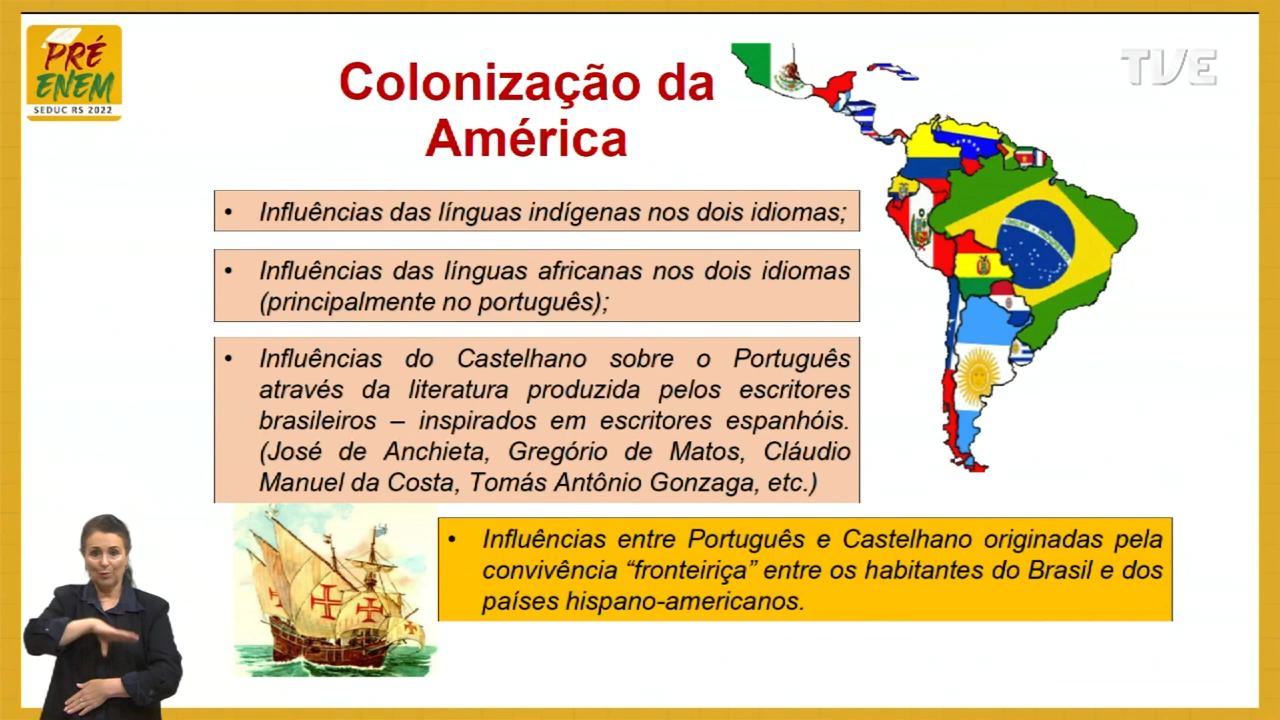 PRÉ
ENEM
SEDUC RS 2022
TVE
Colonização da
América
• Influências das línguas indígenas nos dois idiomas;
• Influências das línguas africanas nos dois idiomas
(principalmente no português);
• Influências do Castelhano sobre o Português
através da literatura produzida pelos escritores
brasileiros – inspirados em escritores espanhóis.
(José de Anchieta, Gregório de Matos, Cláudio
Manuel da Costa, Tomás Antônio Gonzaga, etc.)
• Influências entre Português e Castelhano originadas pela
convivência “fronteiriça” entre os habitantes do Brasil e dos
países hispano-americanos.